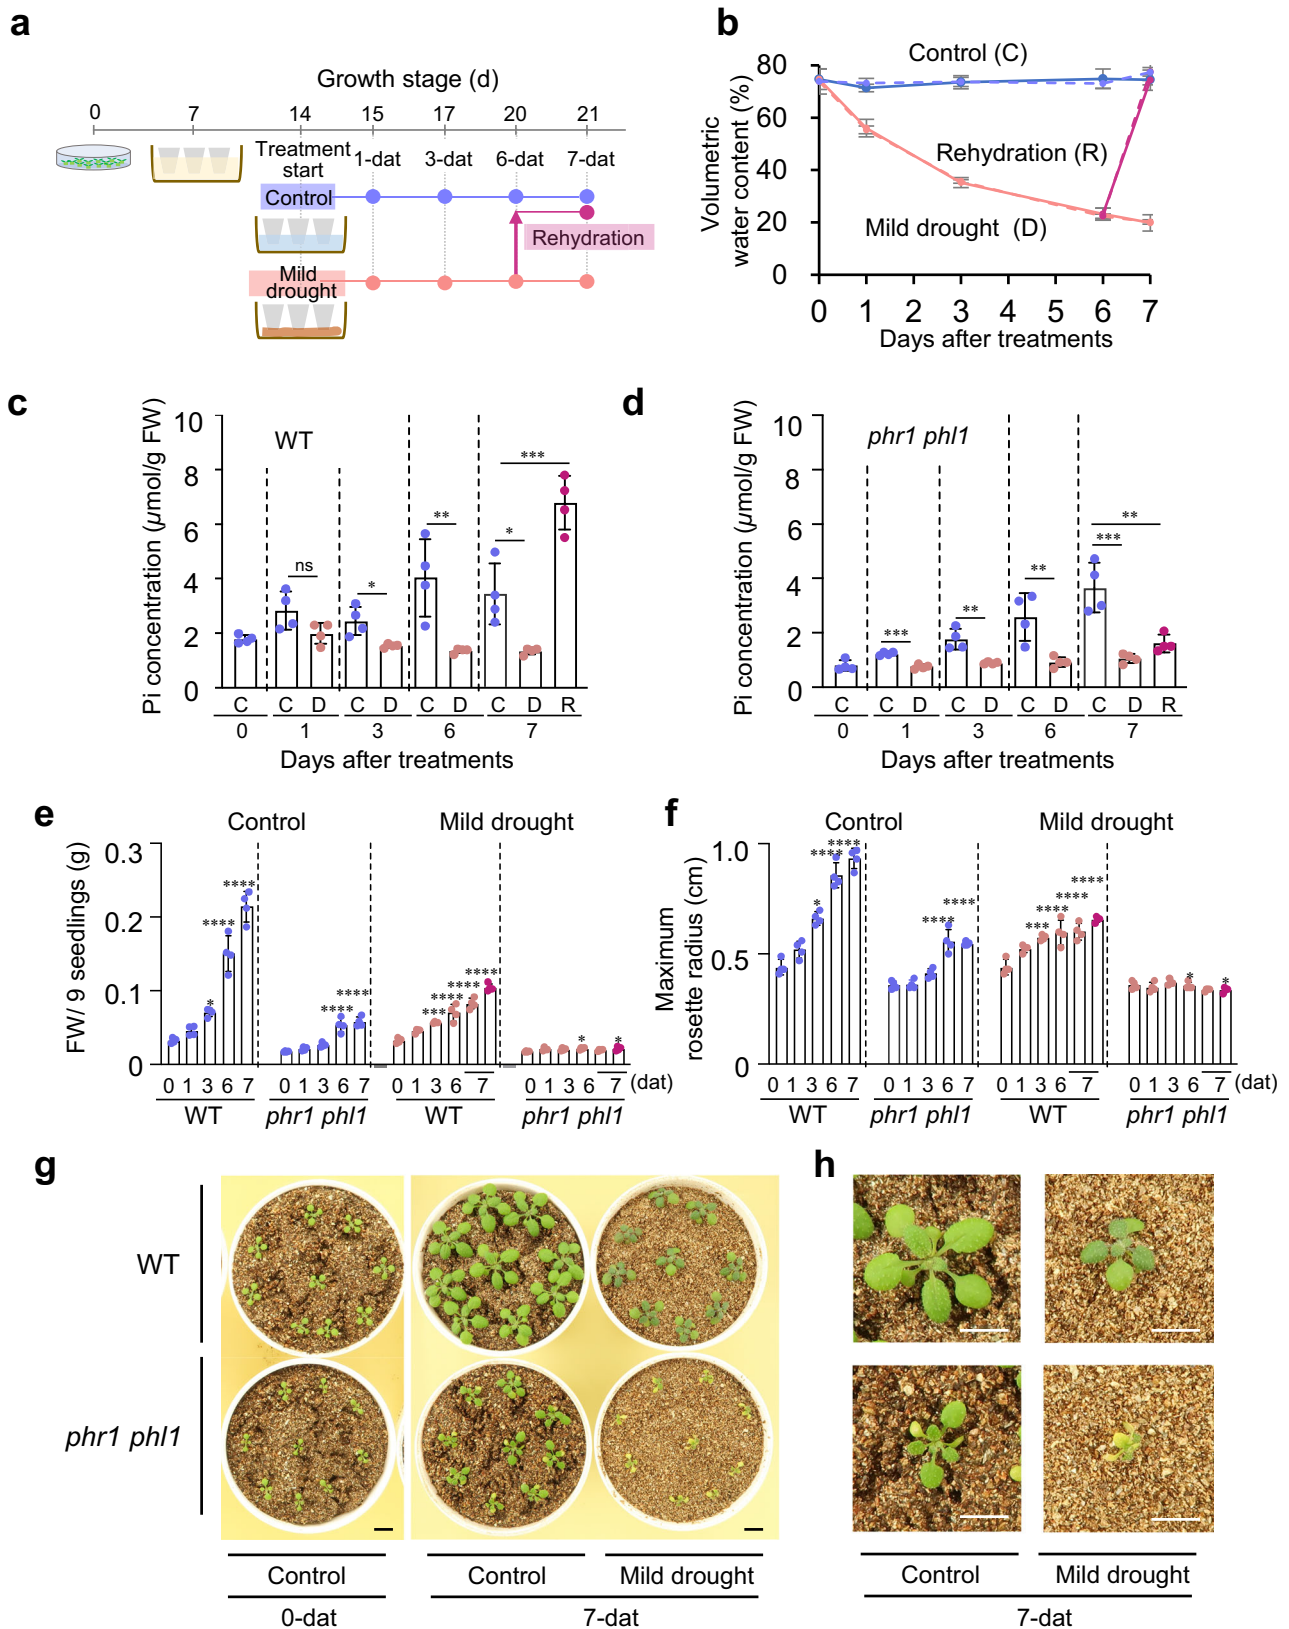 a
Growth stage (d)
0 7 14 15 17 20 21
Treatment start 1-dat 3-dat 6-dat 7-dat
Control
Rehydration
Mild drought
b
Control (C)
Rehydration (R)
Mild drought (D)
Volumetric water content (%)
80
60
40
20
0
0 1 2 3 4 5 6 7
Days after treatments
c
WT
Pi concentration (µmol/g FW)
10
8
6
4
2
0
ns * ** * ***
C C D C D C D C D R
0 1 3 6 7
Days after treatments
d
phr1 phl1
Pi concentration (µmol/g FW)
10
8
6
4
2
0
*** ** ** *** **
C C D C D C D C D R
0 1 3 6 7
Days after treatments
e
Control Mild drought
FW/ 9 seedlings (g)
0.3
0.2
0.1
0
* **** **** **** **** *** **** **** * *
0 1 3 6 7 0 1 3 6 7 0 1 3 6 7 0 1 3 6 7 (dat)
WT phr1 phl1 WT phr1 phl1
f
Control Mild drought
Maximum rosette radius (cm)
1.0
0.5
0
* **** **** **** **** *** **** **** **** * *
0 1 3 6 7 0 1 3 6 7 0 1 3 6 7 0 1 3 6 7 (dat)
WT phr1 phl1 WT phr1 phl1
g
WT
phr1 phl1
Control Control Mild drought
0-dat 7-dat
h
Control Mild drought
7-dat